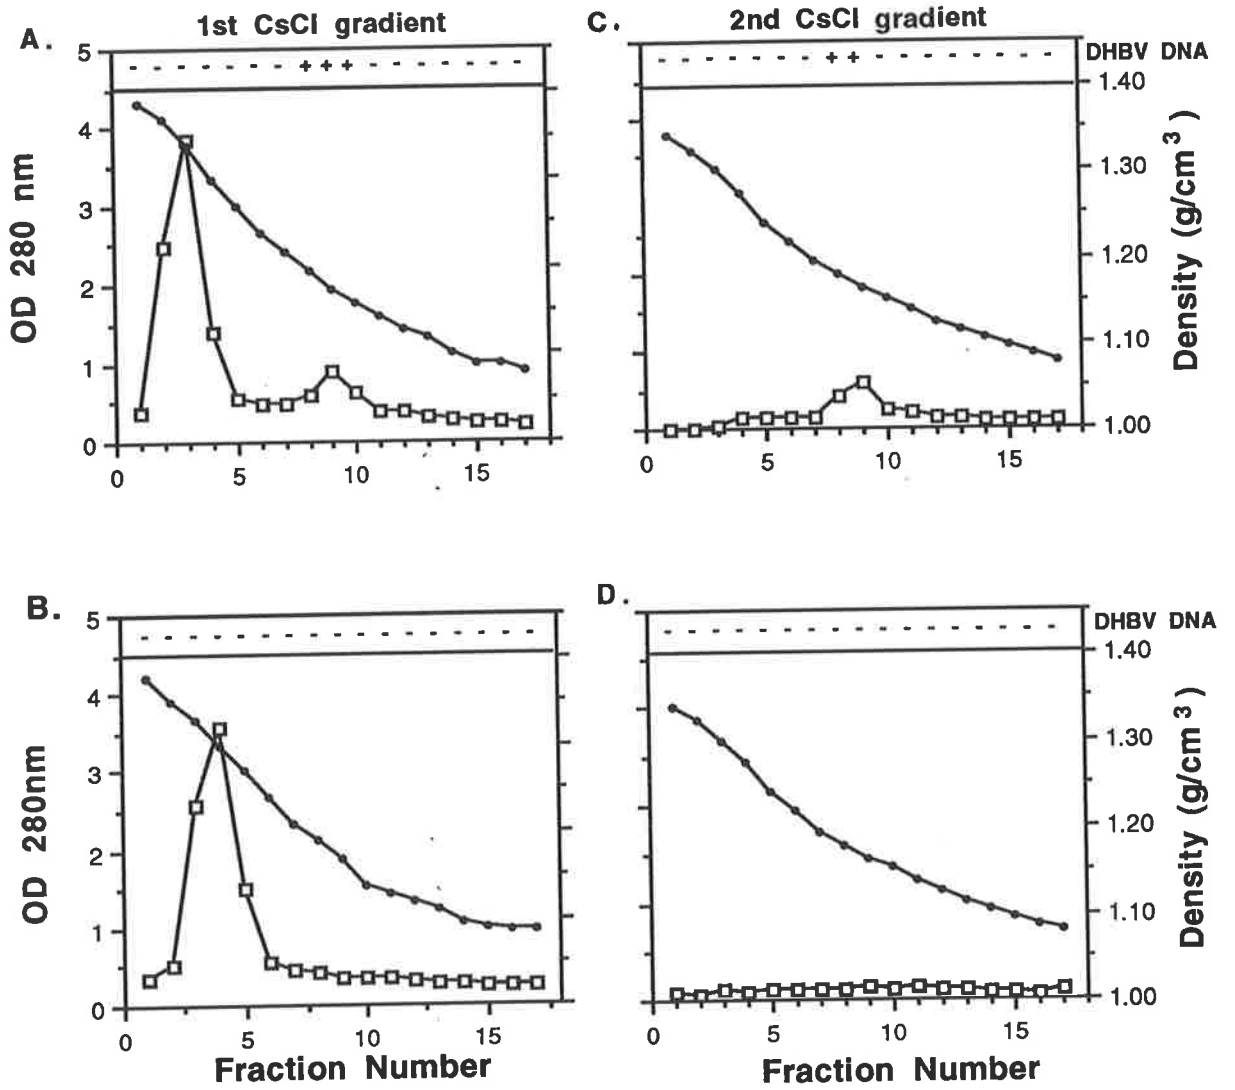 A.
1st CsCl gradient
C.
2nd CsCl gradient
5
4
3
2
1
0
OD 280 nm
- - - - - - - + + + - - - - - - -
0 5 10 15
- - - - - - - + + - - - - - - - -
DHBV DNA
1.40
1.30
1.20
1.10
1.00
Density (g/cm3)
0 5 10 15
B.
D.
5
4
3
2
1
0
OD 280nm
- - - - - - - - - - - - - - - - -
0 5 10 15
Fraction Number
- - - - - - - - - - - - - - - - -
DHBV DNA
1.40
1.30
1.20
1.10
1.00
Density (g/cm3)
0 5 10 15
Fraction Number